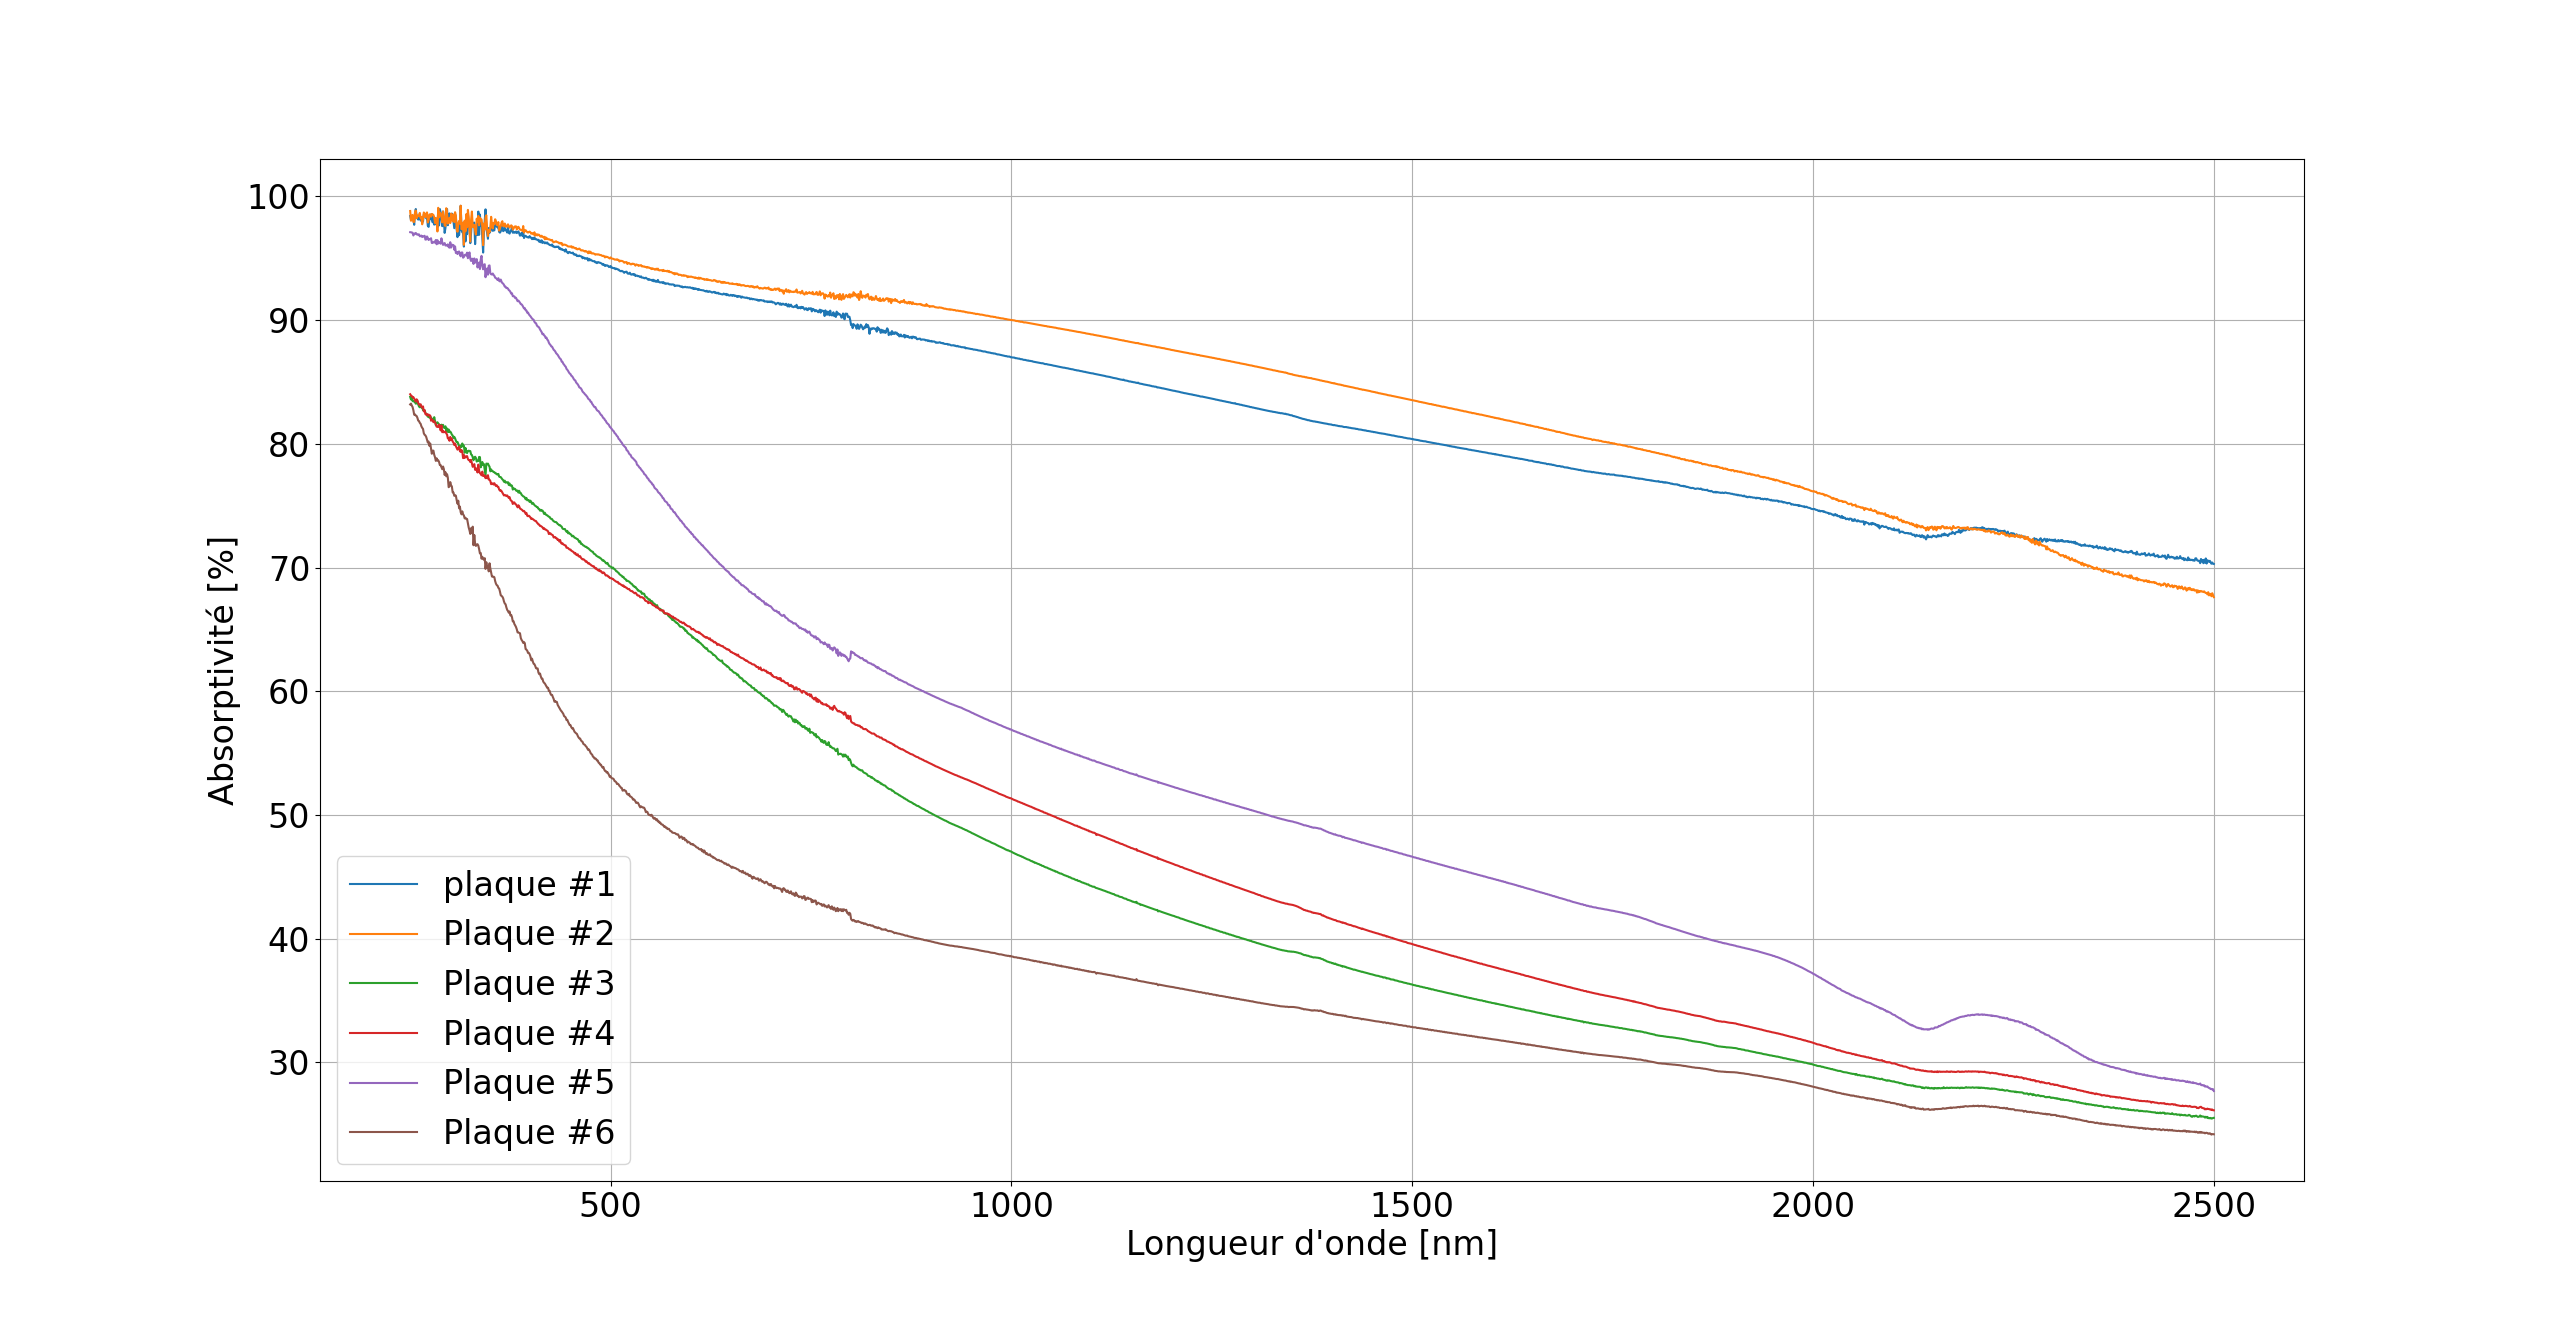 100
90
80
70
60
50
40
30
Absorptivité [%]
plaque #1
Plaque #2
Plaque #3
Plaque #4
Plaque #5
Plaque #6
500 1000 1500 2000 2500
Longueur d'onde [nm]